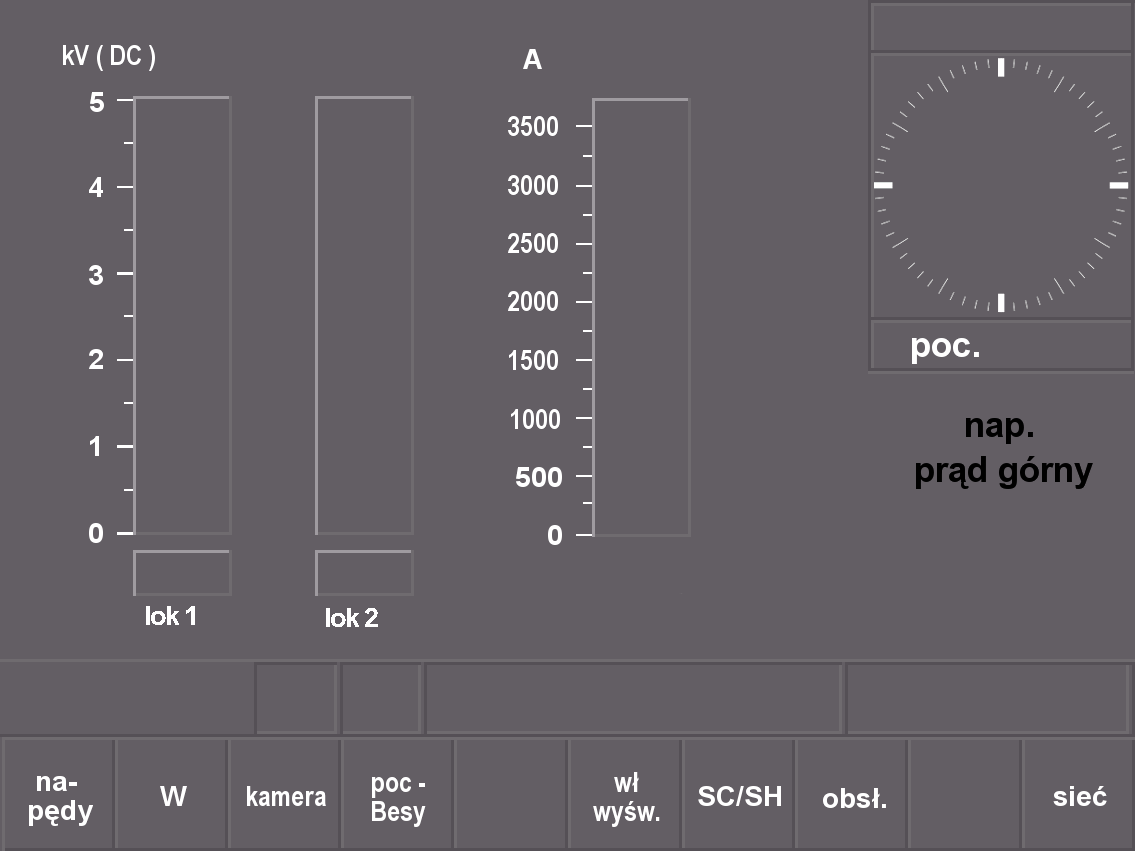 kV ( DC )
A
5
4
3
2
1
0
3500
3000
2500
2000
1500
1000
500
0
lok 1
lok 2
poc.
nap.
prąd górny
na-
pędy
W
kamera
poc -
Besy
wł
wyśw.
SC/SH
obsł.
sieć